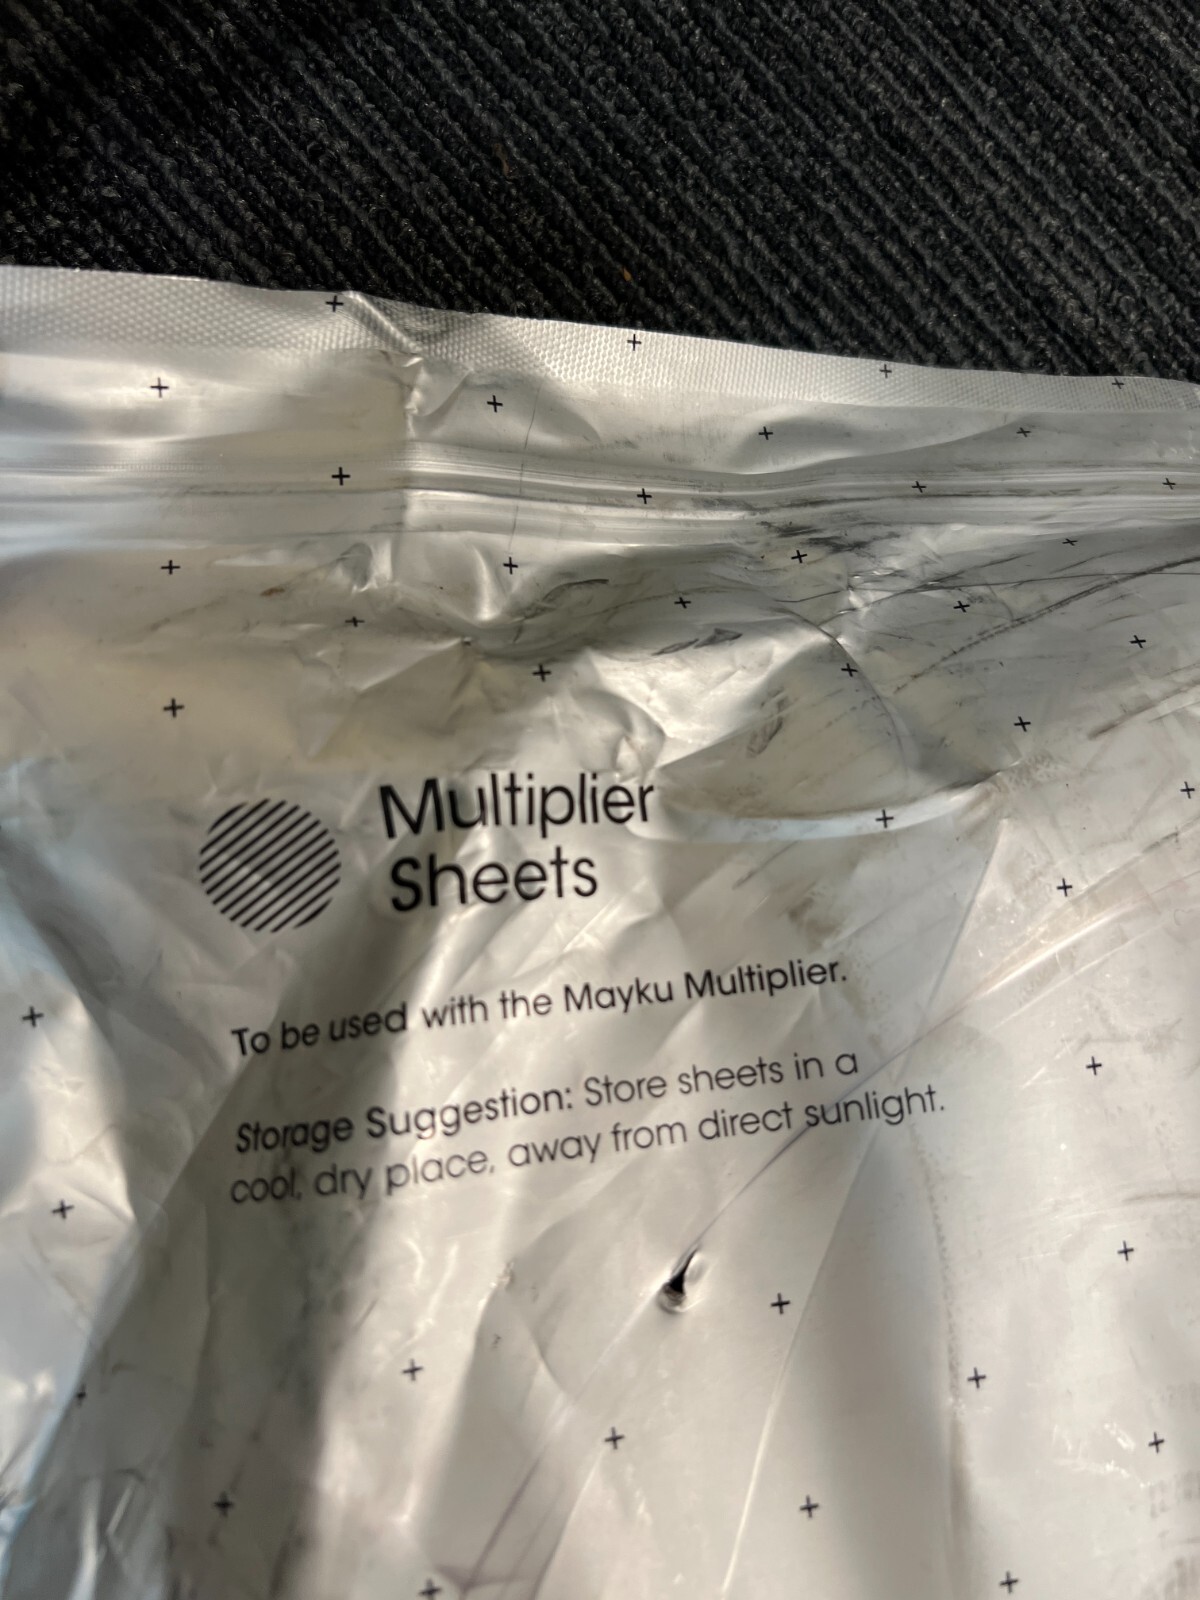 Multiplier
Sheets
To be used with the Mayku Multiplier.
Storage Suggestion: Store sheets in a
cool, dry place, away from direct sunlight.